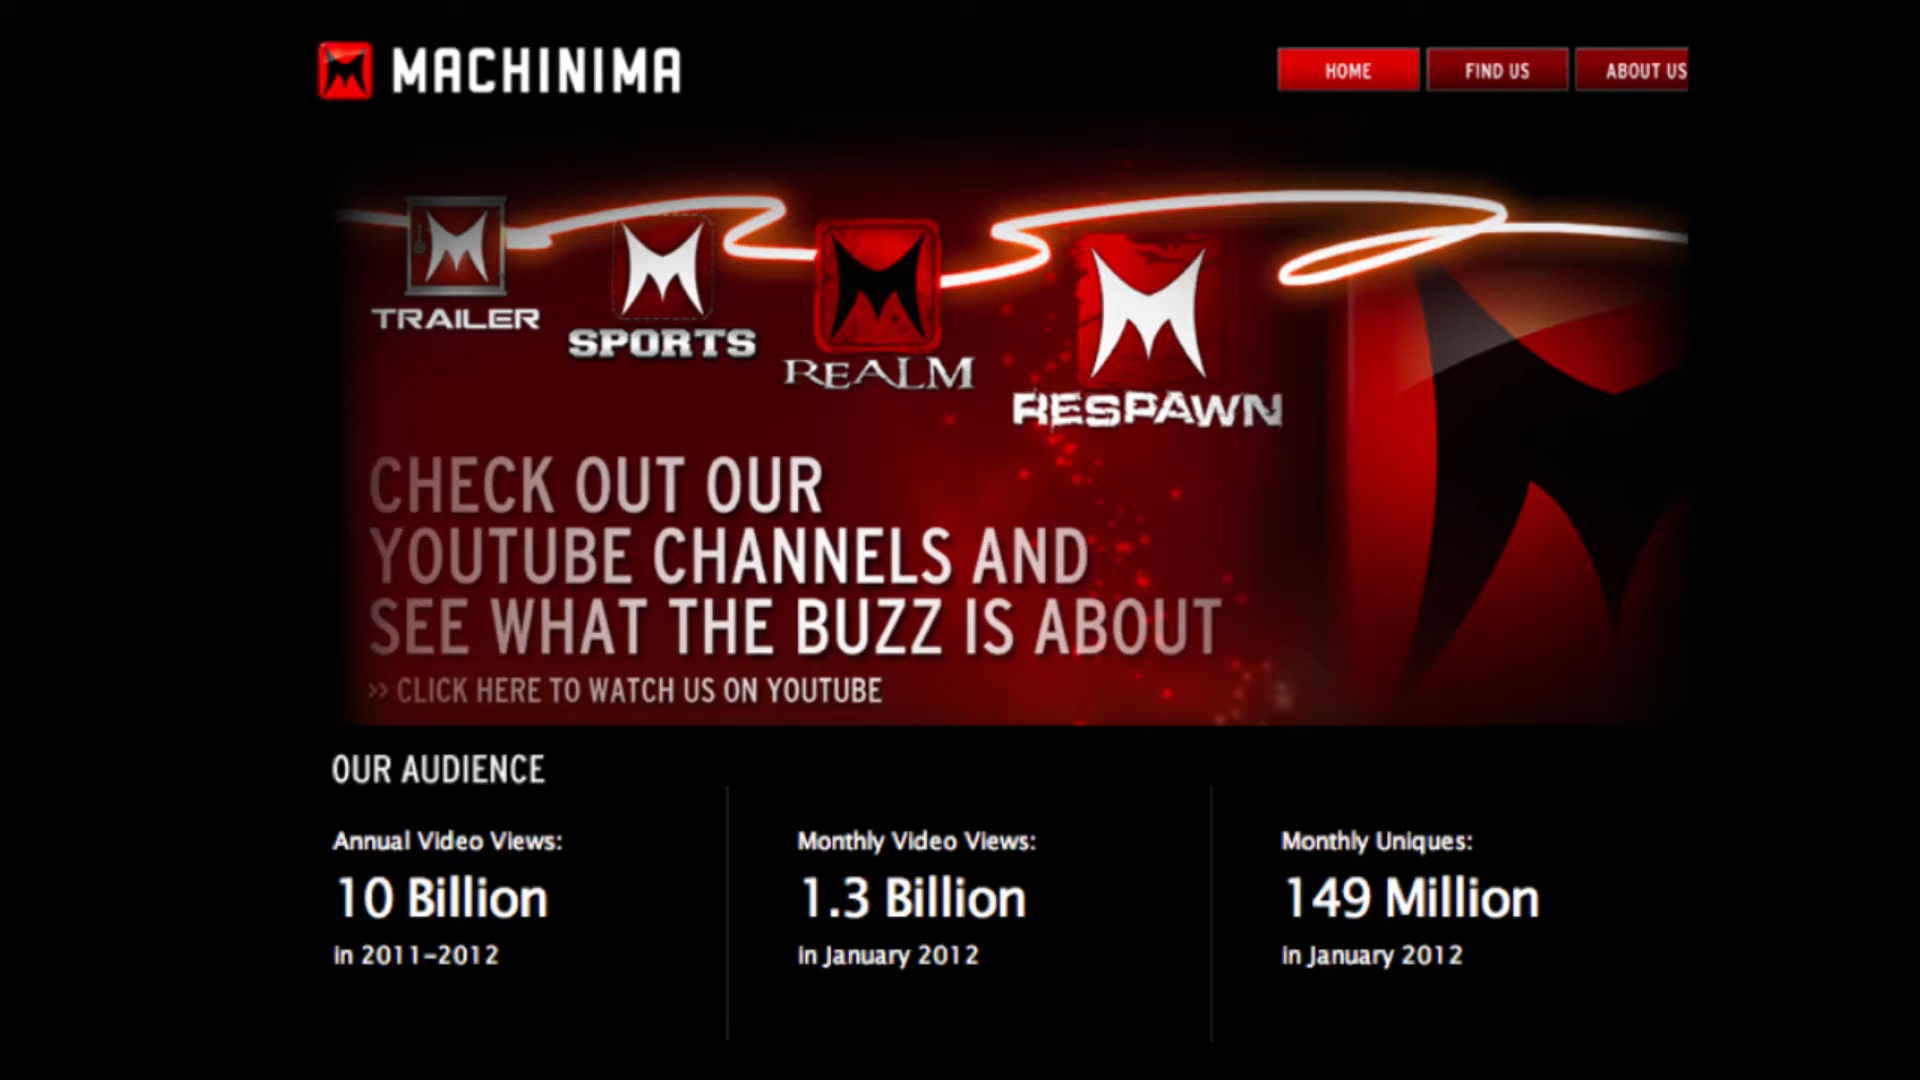 MACHINIMA
HOME
FIND US
ABOUT US
TRAILER
SPORTS
REALM
RESPAWN
CHECK OUT OUR
YOUTUBE CHANNELS AND
SEE WHAT THE BUZZ IS ABOUT
>> CLICK HERE TO WATCH US ON YOUTUBE
OUR AUDIENCE
Annual Video Views:
10 Billion
in 2011-2012
Monthly Video Views:
1.3 Billion
in January 2012
Monthly Uniques:
149 Million
in January 2012